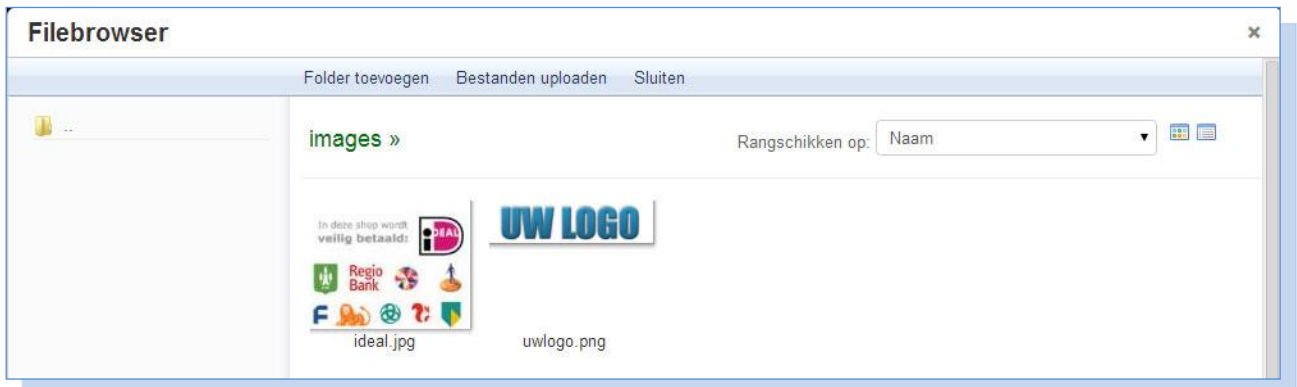 Filebrowser
Folder toevoegen Bestanden uploaden Sluiten
..
images »
Rangschikken op: Naam
In deze shop wordt
veilig betaald:
iDEAL
Regio
Bank
F
UW LOGO
ideal.jpg
uwlogo.png